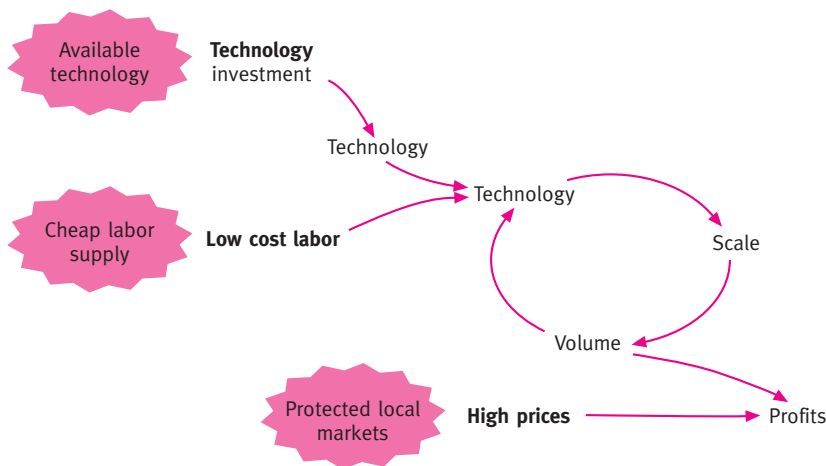 Available
technology
Technology
investment
Technology
Technology
Cheap labor
supply
Low cost labor
Scale
Volume
Protected local
markets
High prices
Profits